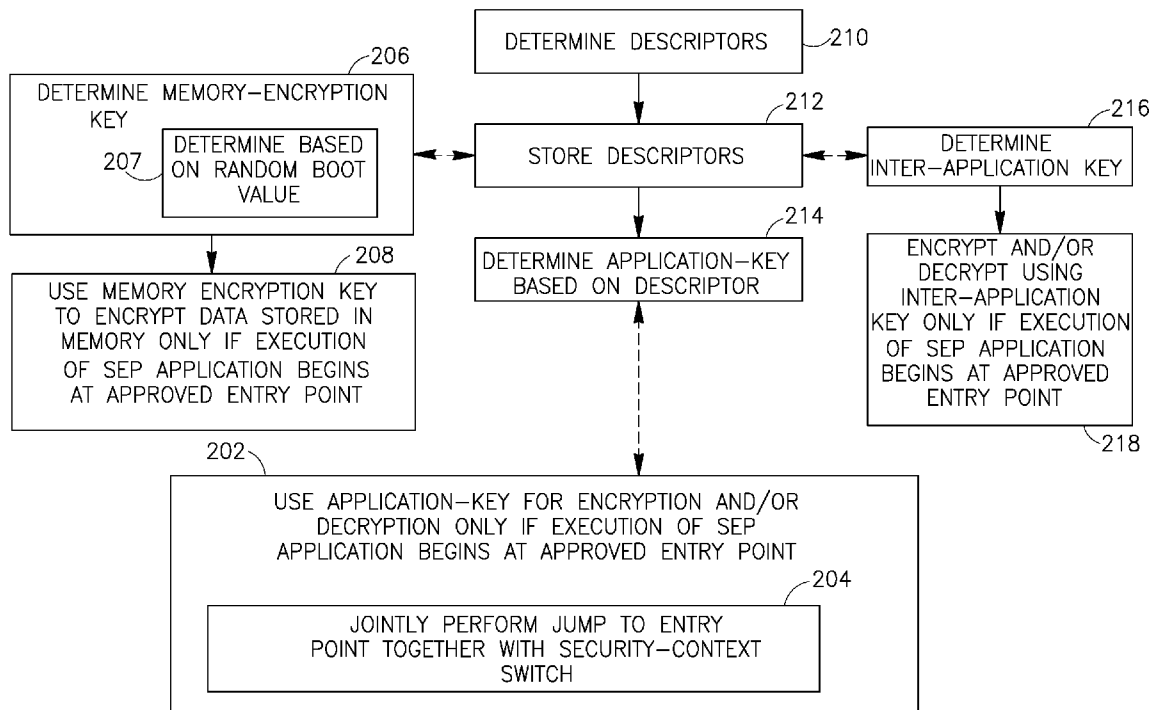 DETERMINE DESCRIPTORS
210
206
DETERMINE MEMORY-ENCRYPTION
KEY
207
DETERMINE BASED
ON RANDOM BOOT
VALUE
212
STORE DESCRIPTORS
216
DETERMINE
INTER-APPLICATION KEY
208
USE MEMORY ENCRYPTION KEY
TO ENCRYPT DATA STORED IN
MEMORY ONLY IF EXECUTION
OF SEP APPLICATION BEGINS
AT APPROVED ENTRY POINT
214
DETERMINE APPLICATION-KEY
BASED ON DESCRIPTOR
ENCRYPT AND/OR
DECRYPT USING
INTER-APPLICATION
KEY ONLY IF EXECUTION
OF SEP APPLICATION
BEGINS AT APPROVED
ENTRY POINT
218
202
USE APPLICATION-KEY FOR ENCRYPTION AND/OR
DECRYPTION ONLY IF EXECUTION OF SEP
APPLICATION BEGINS AT APPROVED ENTRY POINT
204
JOINTLY PERFORM JUMP TO ENTRY
POINT TOGETHER WITH SECURITY-CONTEXT
SWITCH